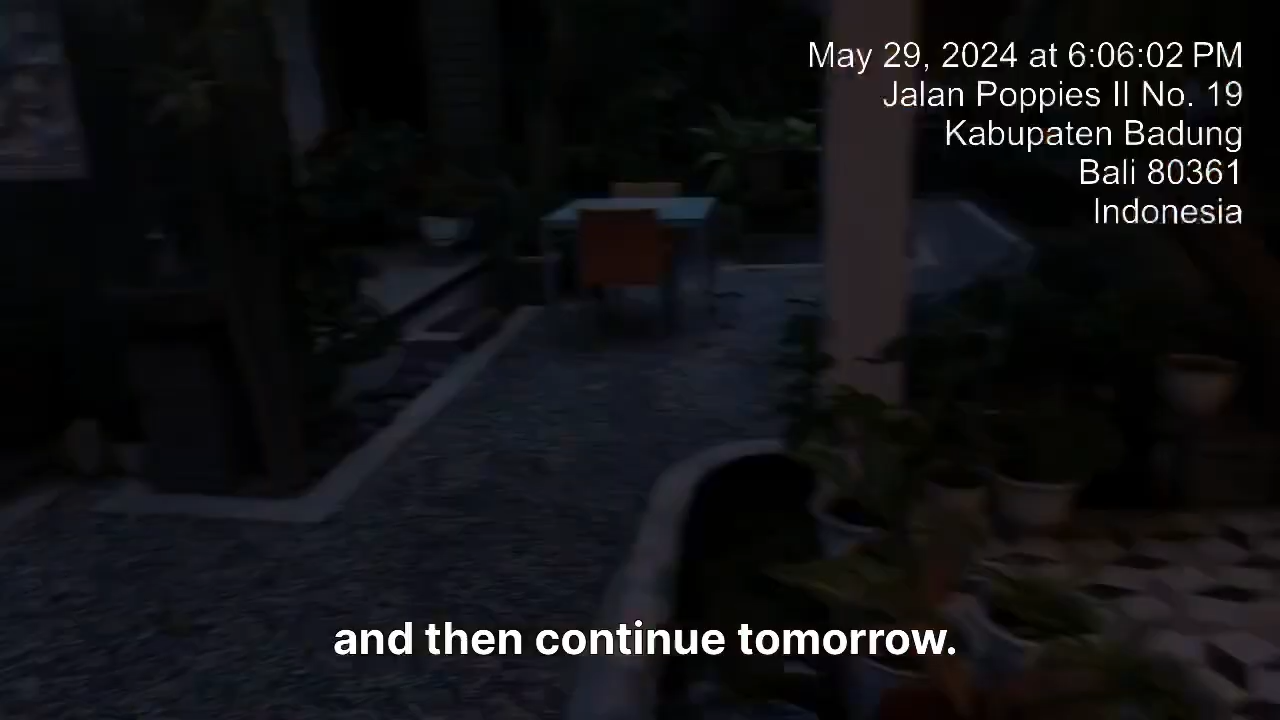 May 29, 2024 at 6:06:02 PM
Jalan Poppies II No. 19
Kabupaten Badung
Bali 80361
Indonesia
and then continue tomorrow.